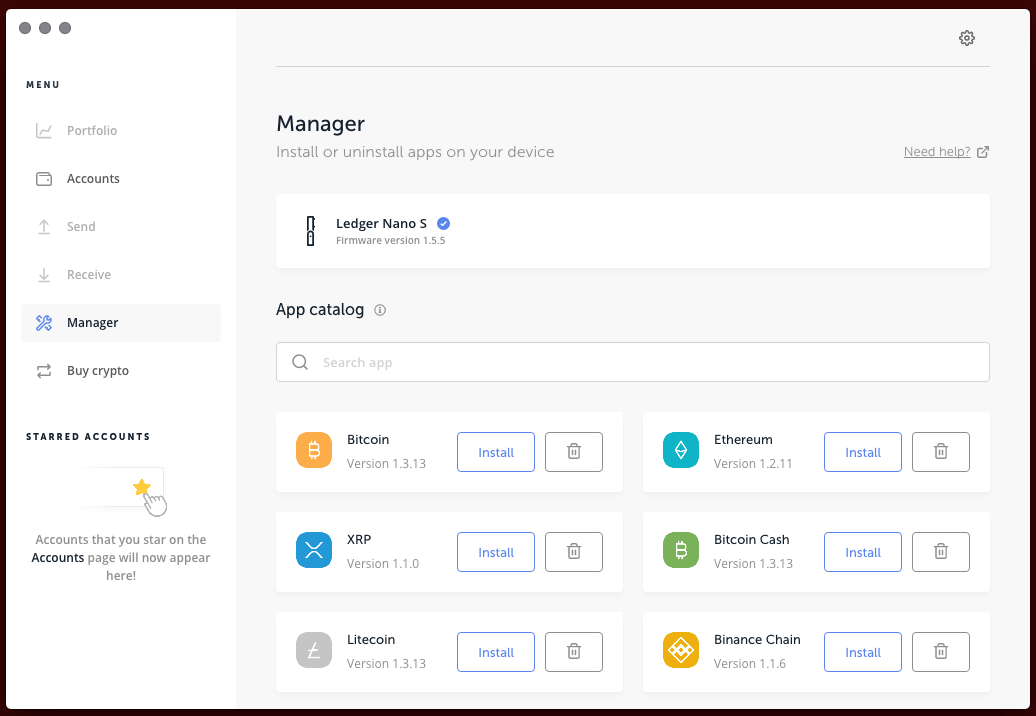 MENU
Portfolio
Accounts
Send
Receive
Manager
Buy crypto
STARRED ACCOUNTS
Accounts that you star on the
Accounts page will now appear
here!
Manager
Install or uninstall apps on your device
Need help?
Ledger Nano S
Firmware version 1.5.5
App catalog
Search app
Bitcoin
Version 1.3.13
Install
Ethereum
Version 1.2.11
Install
XRP
Version 1.1.0
Install
Bitcoin Cash
Version 1.3.13
Install
Litecoin
Version 1.3.13
Install
Binance Chain
Version 1.1.6
Install